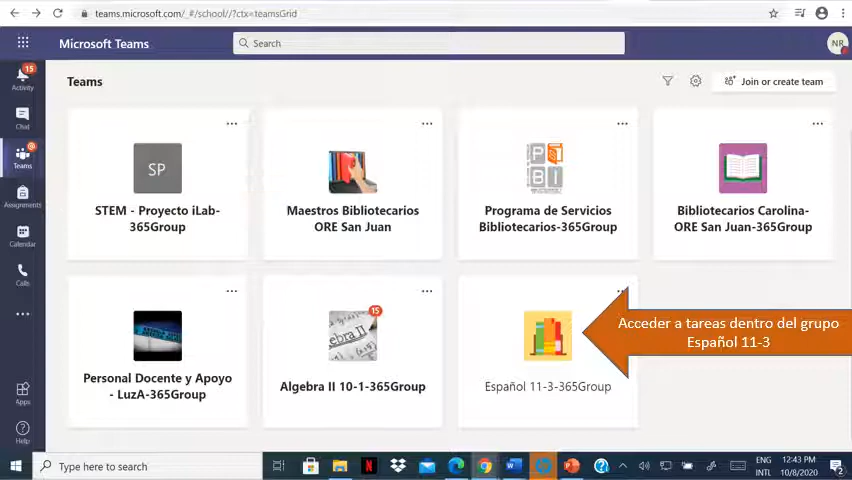 teams.microsoft.com/_#/school//?ctx=teamsGrid
Microsoft Teams
Search
NR
15
Activity
Chat
Teams
Assignments
Calendar
Calls
Apps
Help
Teams
Join or create team
SP
STEM - Proyecto iLab-
365Group
Maestros Bibliotecarios
ORE San Juan
Programa de Servicios
Bibliotecarios-365Group
Bibliotecarios Carolina-
ORE San Juan-365Group
Personal Docente y Apoyo
- LuzA-365Group
15
Algebra II
Algebra II 10-1-365Group
Español 11-3-365Group
Acceder a tareas dentro del grupo
Español 11-3
Type here to search
ENG
INTL
12:43 PM
10/8/2020
2